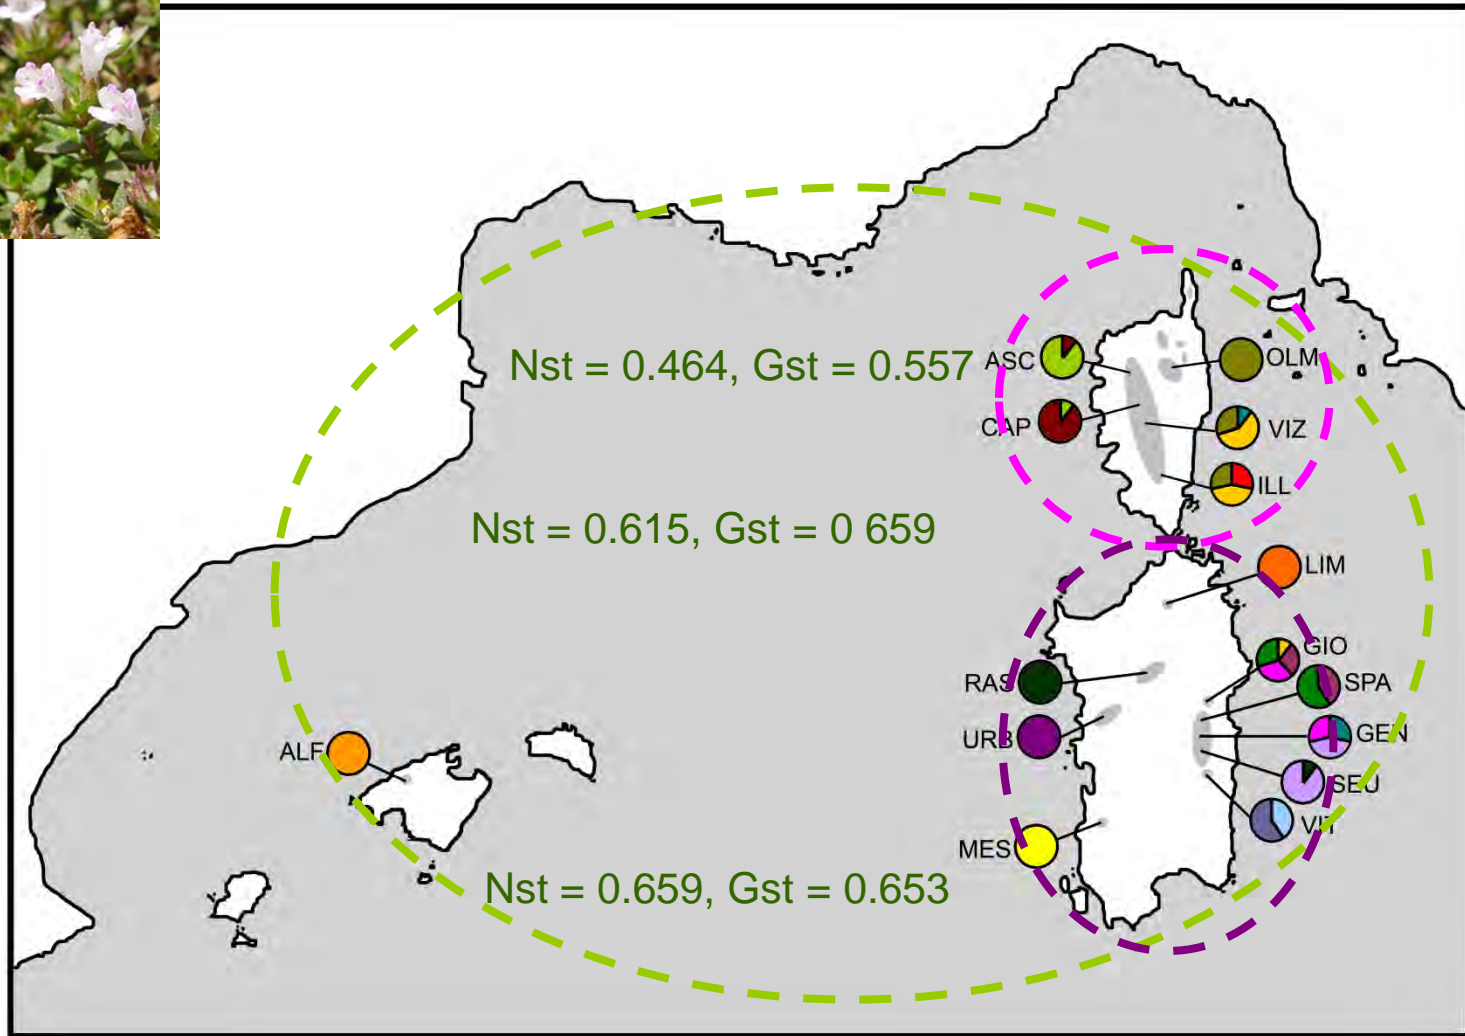 Nst = 0.464, Gst = 0.557
ASC
OLM
CAP
VIZ
ILL
Nst = 0.615, Gst = 0 659
LIM
GIO
RAS
SPA
URB
GEN
ALF
SEU
VIT
MES
Nst = 0.659, Gst = 0.653